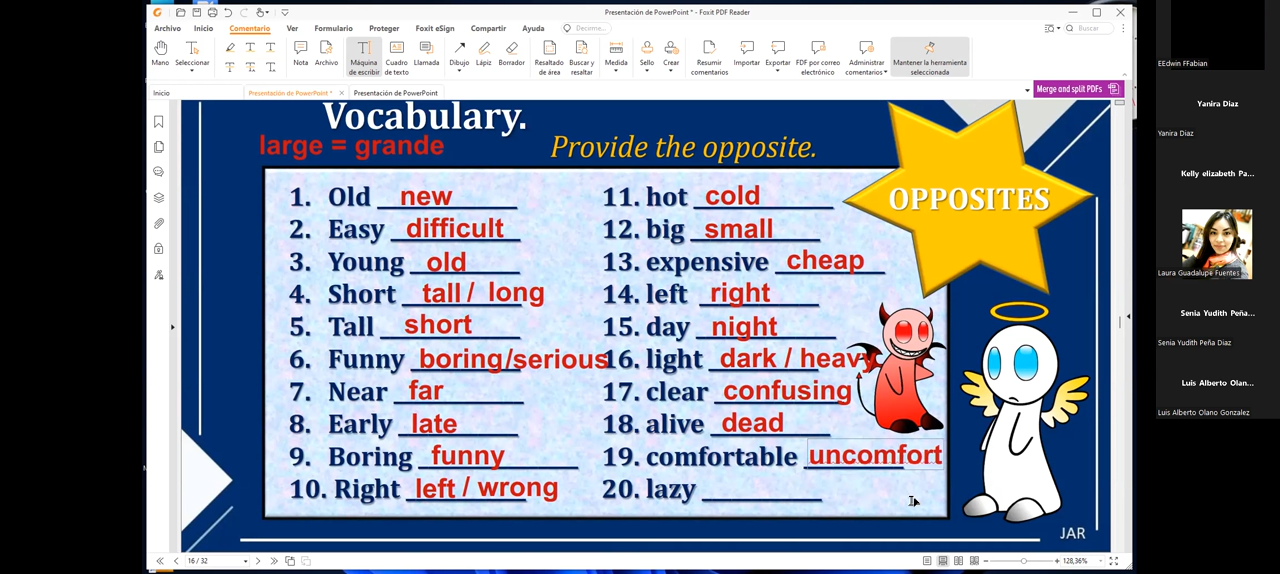 Presentación de PowerPoint * - Foxit PDF Reader
Archivo Inicio Comentario Ver Formulario Proteger Foxit eSign Compartir Ayuda Decirme... Buscar
Mano Seleccionar Nota Archivo Máquina de escribir Cuadro de texto Llamada Dibujo Lápiz Borrador Resaltado de área Buscar y resaltar Medida Sello Crear Resumir comentarios Importar Exportar PDF por correo electrónico Administrar comentarios Mantener la herramienta seleccionada
Inicio Presentación de PowerPoint * Presentación de PowerPoint Merge and split PDFs
Vocabulary.
large = grande
Provide the opposite.
OPPOSITES
1. Old new
2. Easy difficult
3. Young old
4. Short tall / long
5. Tall short
6. Funny boring/serious
7. Near far
8. Early late
9. Boring funny
10. Right left / wrong
11. hot cold
12. big small
13. expensive cheap
14. left right
15. day night
16. light dark / heavy
17. clear confusing
18. alive dead
19. comfortable uncomfort
20. lazy
JAR
16 / 32
128,36%
EEdwin FFabian
Yanira Diaz
Yanira Diaz
Kelly elizabeth Pa...
Laura Guadalupe Fuentes
Senia Yudith Peña...
Senia Yudith Peña Diaz
Luis Alberto Olan...
Luis Alberto Olano Gonzalez